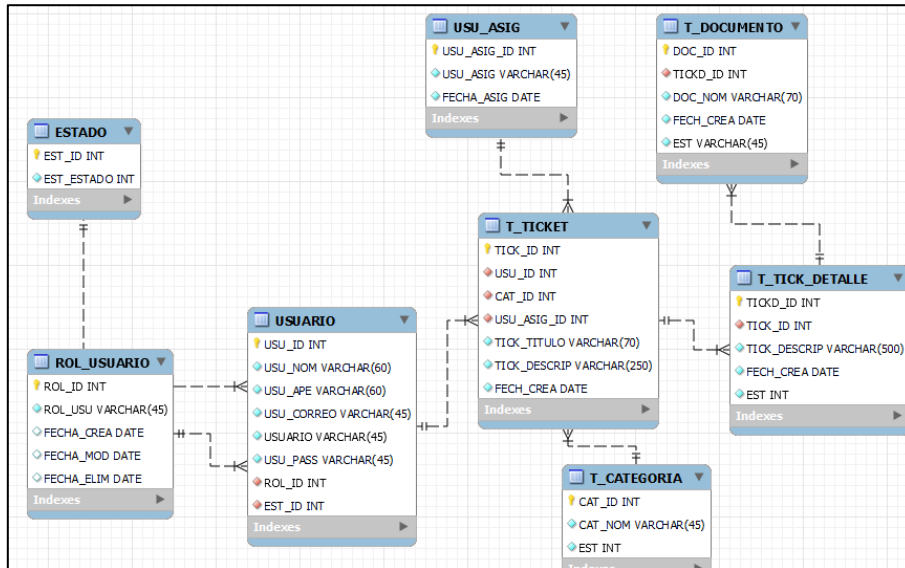 USU_ASIG
USU_ASIG_ID INT
USU_ASIG VARCHAR(45)
FECHA_ASIG DATE
Indexes
T_DOCUMENTO
DOC_ID INT
TICKD_ID INT
DOC_NOM VARCHAR(70)
FECH_CREA DATE
EST VARCHAR(45)
Indexes
ESTADO
EST_ID INT
EST_ESTADO INT
Indexes
T_TICKET
TICK_ID INT
USU_ID INT
CAT_ID INT
USU_ASIG_ID INT
TICK_TITULO VARCHAR(70)
TICK_DESCRIP VARCHAR(250)
FECH_CREA DATE
Indexes
T_TICK_DETALLE
TICKD_ID INT
TICK_ID INT
TICK_DESCRIP VARCHAR(500)
FECH_CREA DATE
EST INT
Indexes
USUARIO
USU_ID INT
USU_NOM VARCHAR(60)
USU_APE VARCHAR(60)
USU_CORREO VARCHAR(45)
USUARIO VARCHAR(45)
USU_PASS VARCHAR(45)
ROL_ID INT
EST_ID INT
Indexes
ROL_USUARIO
ROL_ID INT
ROL_USU VARCHAR(45)
FECHA_CREA DATE
FECHA_MOD DATE
FECHA_ELIM DATE
Indexes
T_CATEGORIA
CAT_ID INT
CAT_NOM VARCHAR(45)
EST INT
Indexes